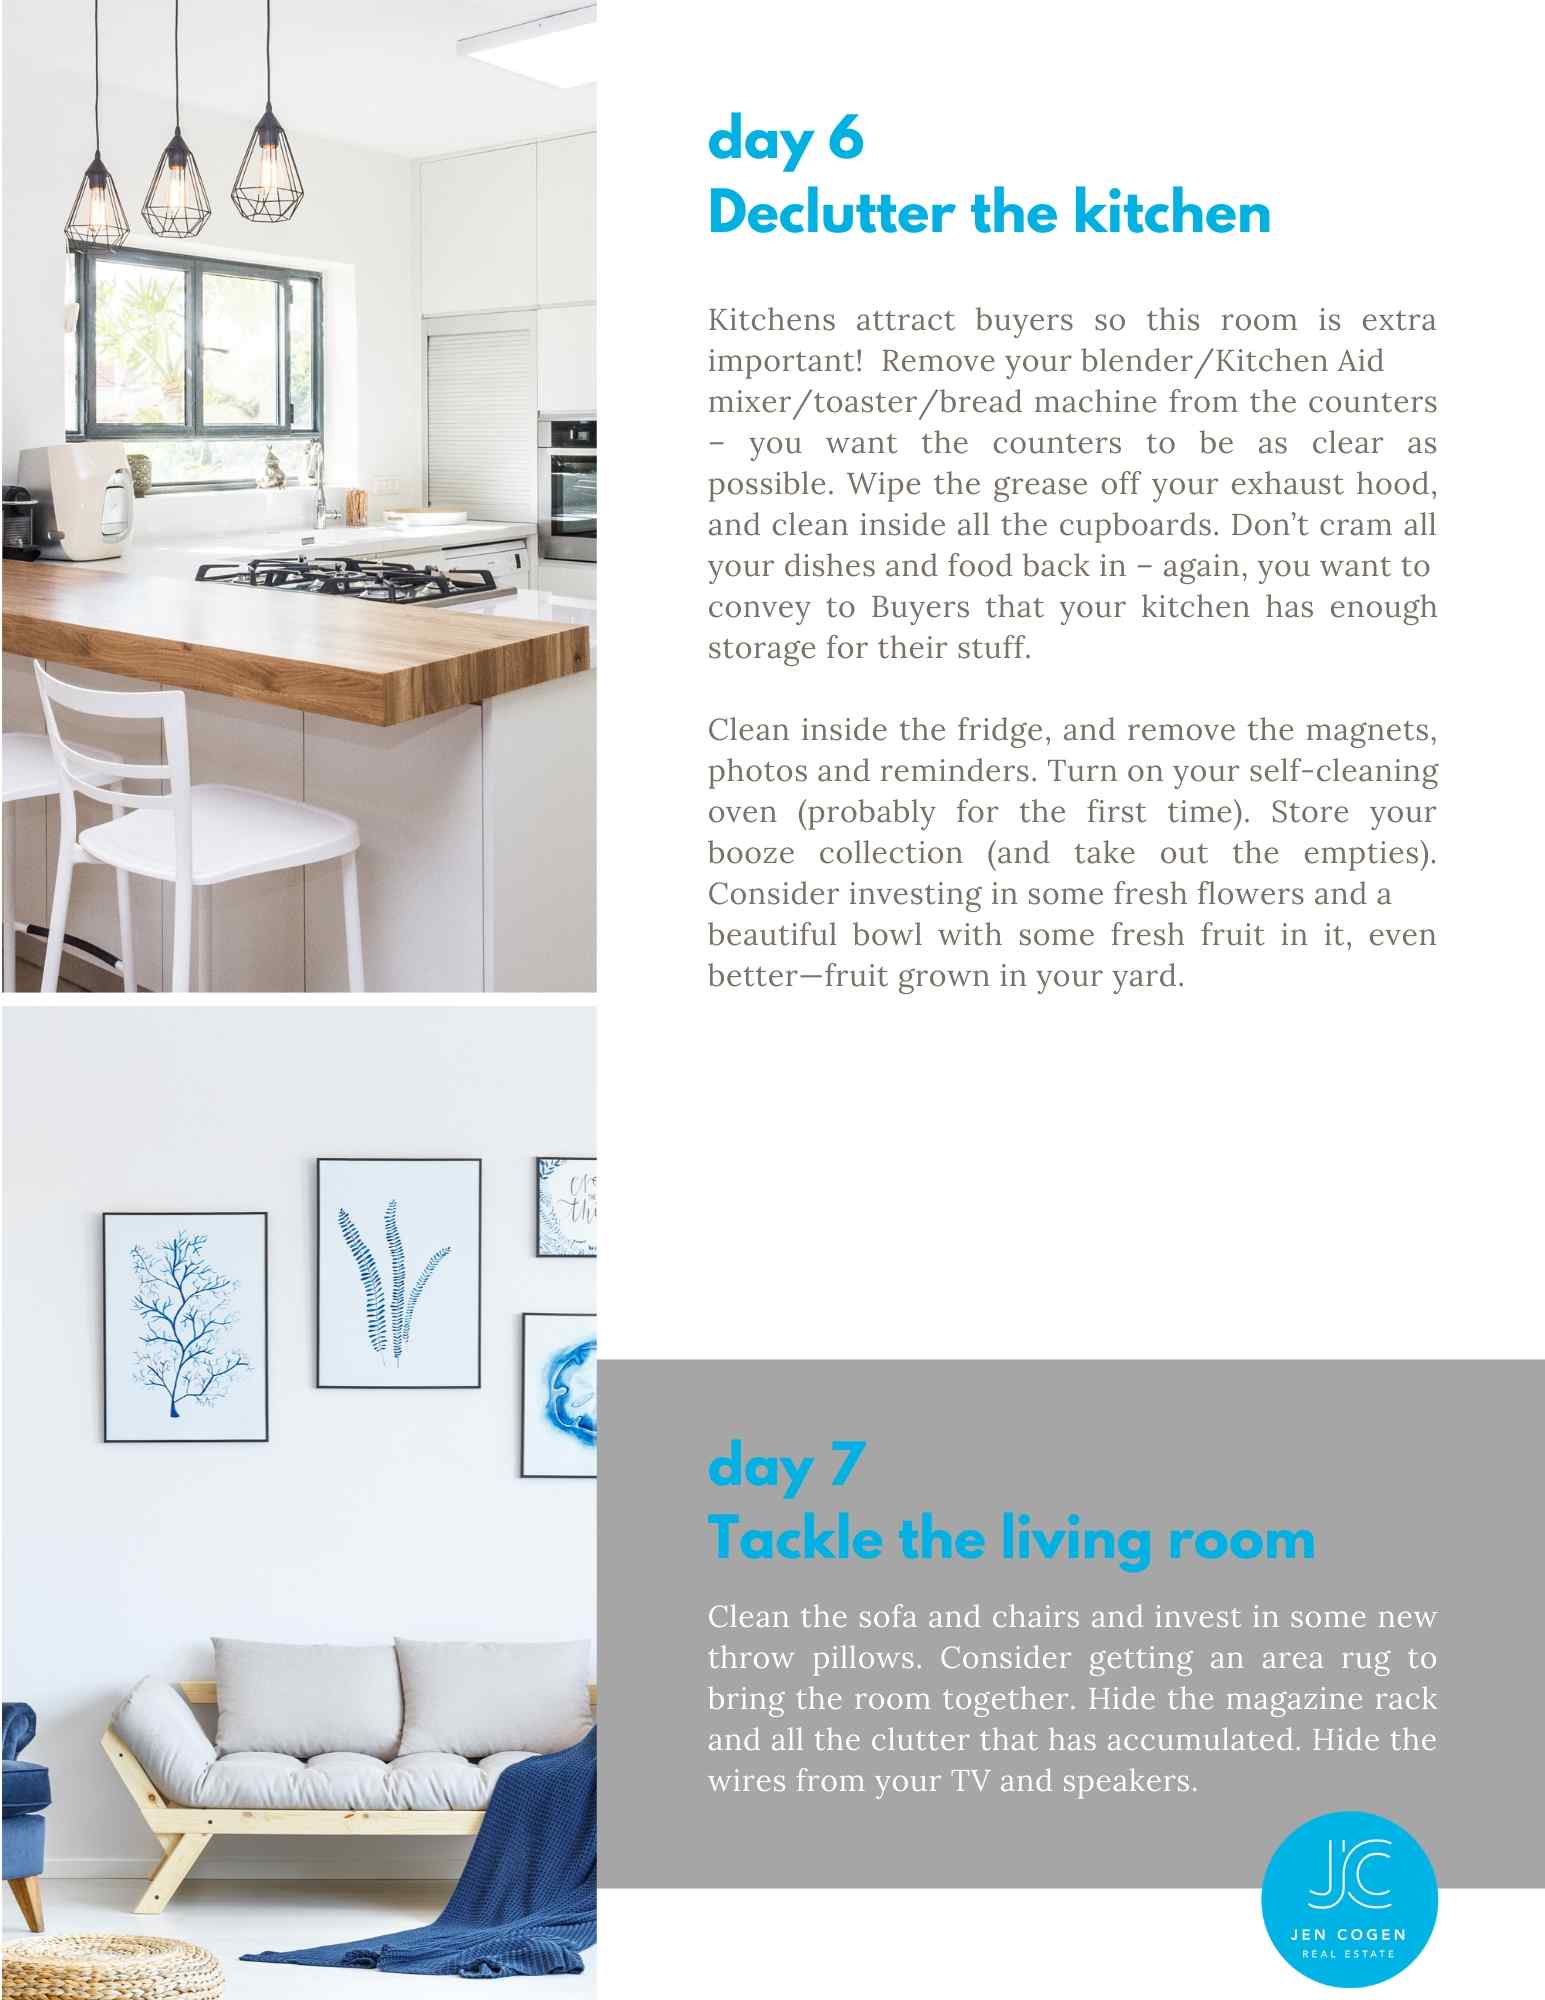 day 6
Declutter the kitchen
Kitchens attract buyers so this room is extra
important!  Remove your blender/Kitchen Aid
mixer/toaster/bread machine from the counters
– you want the counters to be as clear as
possible. Wipe the grease off your exhaust hood,
and clean inside all the cupboards. Don’t cram all
your dishes and food back in – again, you want to
convey to Buyers that your kitchen has enough
storage for their stuff.
Clean inside the fridge, and remove the magnets,
photos and reminders. Turn on your self-cleaning
oven (probably for the first time). Store your
booze collection (and take out the empties).
Consider investing in some fresh flowers and a
beautiful bowl with some fresh fruit in it, even
better—fruit grown in your yard.
day 7
Tackle the living room
Clean the sofa and chairs and invest in some new
throw pillows. Consider getting an area rug to
bring the room together. Hide the magazine rack
and all the clutter that has accumulated. Hide the
wires from your TV and speakers.
JC
JEN COGEN
REAL ESTATE